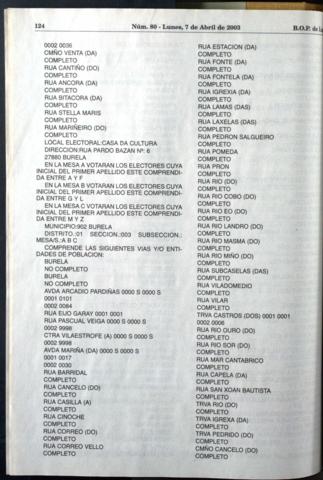 124
Núm. 80 - Lunes, 7 de Abril de 2003
B.O.P. de
0002 0036
CMÑO VENTA (DA)
COMPLETO
RUA CANTIÑO (DO)
COMPLETO
RUA ANCORA (DA)
COMPLETO
RUA BITACORA (DA)
COMPLETO
RUA STELLA MARIS
COMPLETO
RUA MARIÑEIRO (DO)
COMPLETO
LOCAL ELECTORAL:CASA DA CULTURA
DIRECCION:RUA PARDO BAZAN Nº: 6
27880 BURELA
EN LA MESA A VOTARAN LOS ELECTORES CUYA
INICIAL DEL PRIMER APELLIDO ESTE COMPRENDI-
DA ENTRE A Y F
EN LA MESA B VOTARAN LOS ELECTORES CUYA
INICIAL DEL PRIMER APELLIDO ESTE COMPRENDI-
DA ENTRE G Y L
EN LA MESA C VOTARAN LOS ELECTORES CUYA
INICIAL DEL PRIMER APELLIDO ESTE COMPRENDI-
DA ENTRE M Y Z
MUNICIPIO:902 BURELA
DISTRITO.:01 SECCION.:003 SUBSECCION.:
MESA/S.:A B C
COMPRENDE LAS SIGUIENTES VIAS Y/O ENTI-
DADES DE POBLACION:
BURELA
NO COMPLETO
BURELA
NO COMPLETO
AVDA ARCADIO PARDIÑAS 0000 S 0000 S
0001 0101
0002 0084
RUA EIJO GARAY 0001 0001
RUA PASCUAL VEIGA 0000 S 0000 S
0002 9998
CTRA VILAESTROFE (A) 0000 S 0000 S
0002 9998
AVDA MARIÑA (DA) 0000 S 0000 S
0001 0017
0002 0030
RUA BARRIDAL
COMPLETO
RUA CANCELO (DO)
COMPLETO
RUA CASILLA (A)
COMPLETO
RUA CINOCHE
COMPLETO
RUA CORREO (DO)
COMPLETO
RUA CORREO VELLO
COMPLETO
RUA ESTACION (DA)
COMPLETO
RUA FONTE (DA)
COMPLETO
RUA FONTELA (DA)
COMPLETO
RUA IGREXIA (DA)
COMPLETO
RUA LAMAS (DAS)
COMPLETO
RUA LAXELAS (DAS)
COMPLETO
RUA PEDRON SALGUEIRO
COMPLETO
RUA POMEDA
COMPLETO
RUA PRON
COMPLETO
RUA RIO (DO)
COMPLETO
RUA RIO COBO (DO)
COMPLETO
RUA RIO EO (DO)
COMPLETO
RUA RIO LANDRO (DO)
COMPLETO
RUA RIO MASMA (DO)
COMPLETO
RUA RIO MIÑO (DO)
COMPLETO
RUA SUBCASELAS (DAS)
COMPLETO
RUA VILADOMEDIO
COMPLETO
RUA VILAR
COMPLETO
TRVA CASTROS (DOS) 0001 0001
0002 0006
RUA RIO OURO (DO)
COMPLETO
RUA RIO SOR (DO)
COMPLETO
RUA MAR CANTABRICO
COMPLETO
RUA CAPELA (DA)
COMPLETO
RUA SAN XOAN BAUTISTA
COMPLETO
TRVA RIO (DO)
COMPLETO
TRVA IGREXA (DA)
COMPLETO
TRVA PEDRIDO (DO)
COMPLETO
CMÑO CANCELO (DO)
COMPLETO